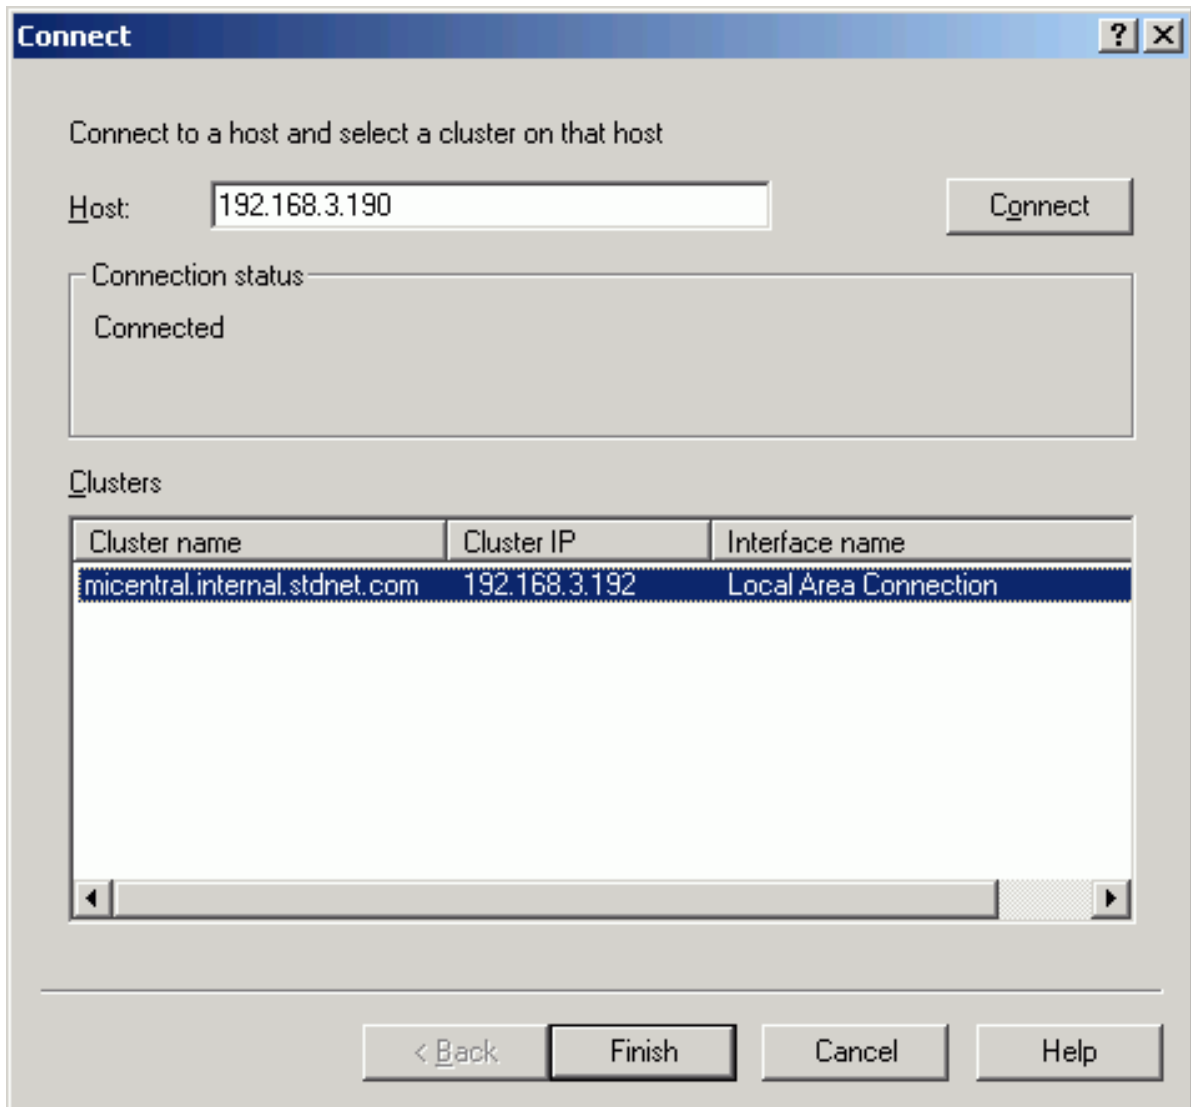 Connect
Connect to a host and select a cluster on that host
Host: 192.168.3.190 Connect
Connection status
Connected
Clusters
Cluster name Cluster IP Interface name
micentral.internal.stdnet.com 192.168.3.192 Local Area Connection
< Back Finish Cancel Help